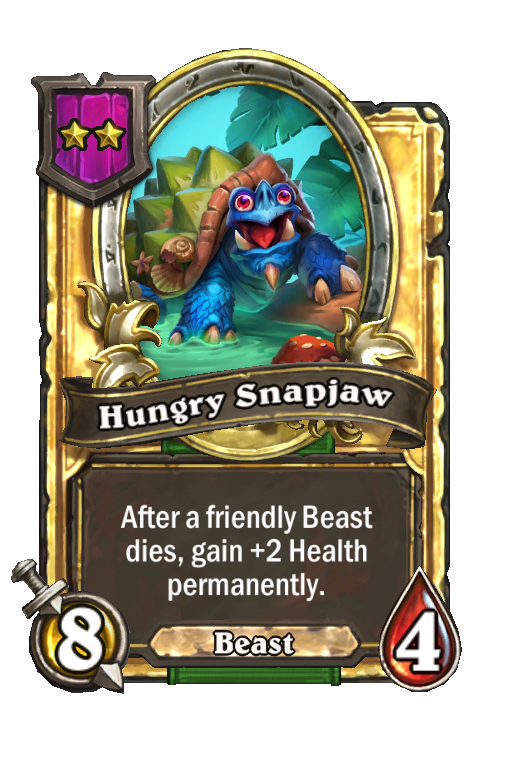 Hungry Snapjaw
After a friendly Beast
dies, gain +2 Health
permanently.
8
Beast
4